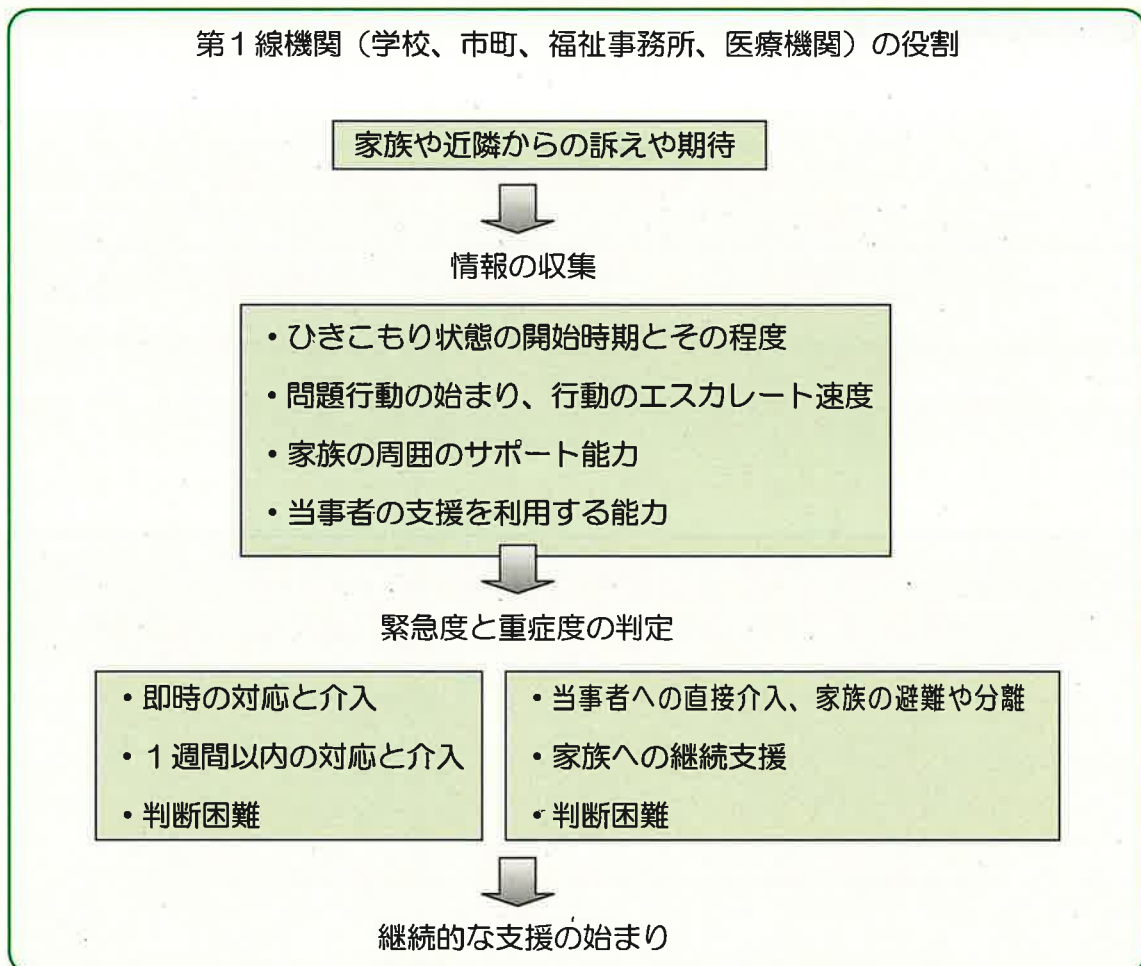 第1線機関（学校、市町、福祉事務所、医療機関）の役割
家族や近隣からの訴えや期待
情報の収集
・ひきこもり状態の開始時期とその程度
・問題行動の始まり、行動のエスカレート速度
・家族の周囲のサポート能力
・当事者の支援を利用する能力
緊急度と重症度の判定
・即時の対応と介入
・1週間以内の対応と介入
・判断困難
・当事者への直接介入、家族の避難や分離
・家族への継続支援
・判断困難
継続的な支援の始まり